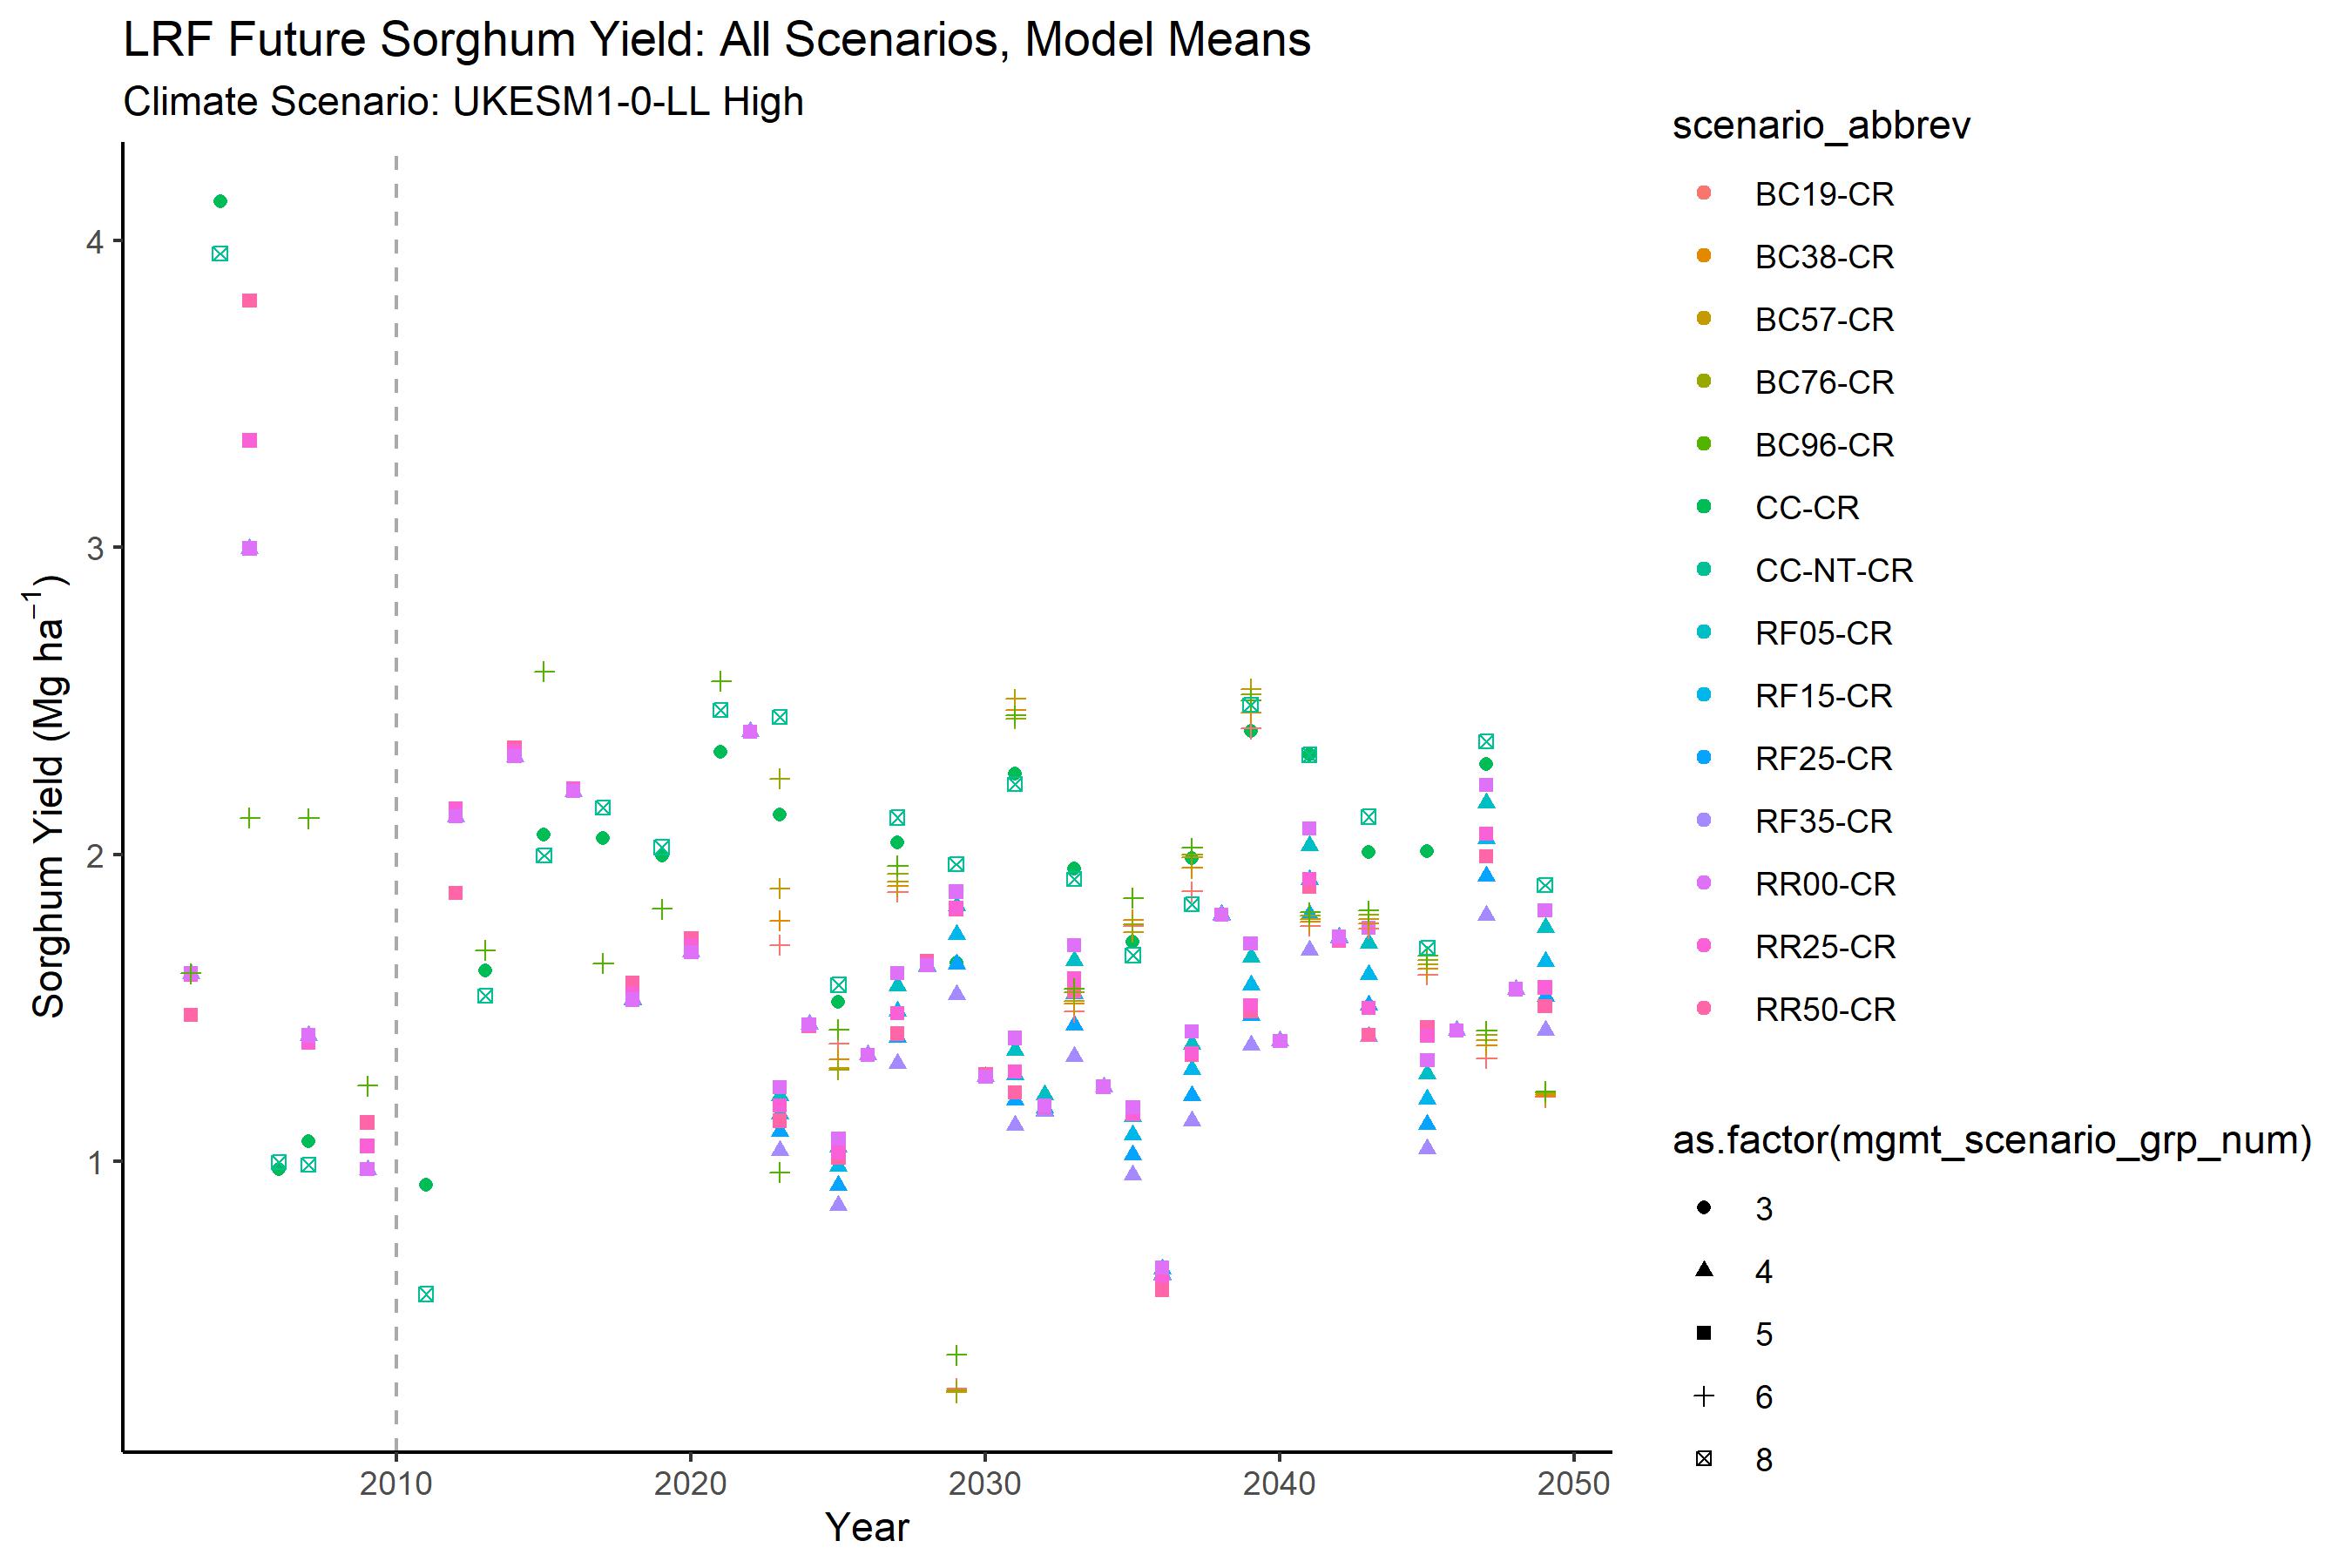 LRF Future Sorghum Yield: All Scenarios, Model Means
Climate Scenario: UKESM1-0-LL High
Sorghum Yield (Mg ha⁻¹)
4
3
2
1
2010
2020
2030
2040
2050
Year
scenario_abbrev
BC19-CR
BC38-CR
BC57-CR
BC76-CR
BC96-CR
CC-CR
CC-NT-CR
RF05-CR
RF15-CR
RF25-CR
RF35-CR
RR00-CR
RR25-CR
RR50-CR
as.factor(mgmt_scenario_grp_num)
3
4
5
6
8